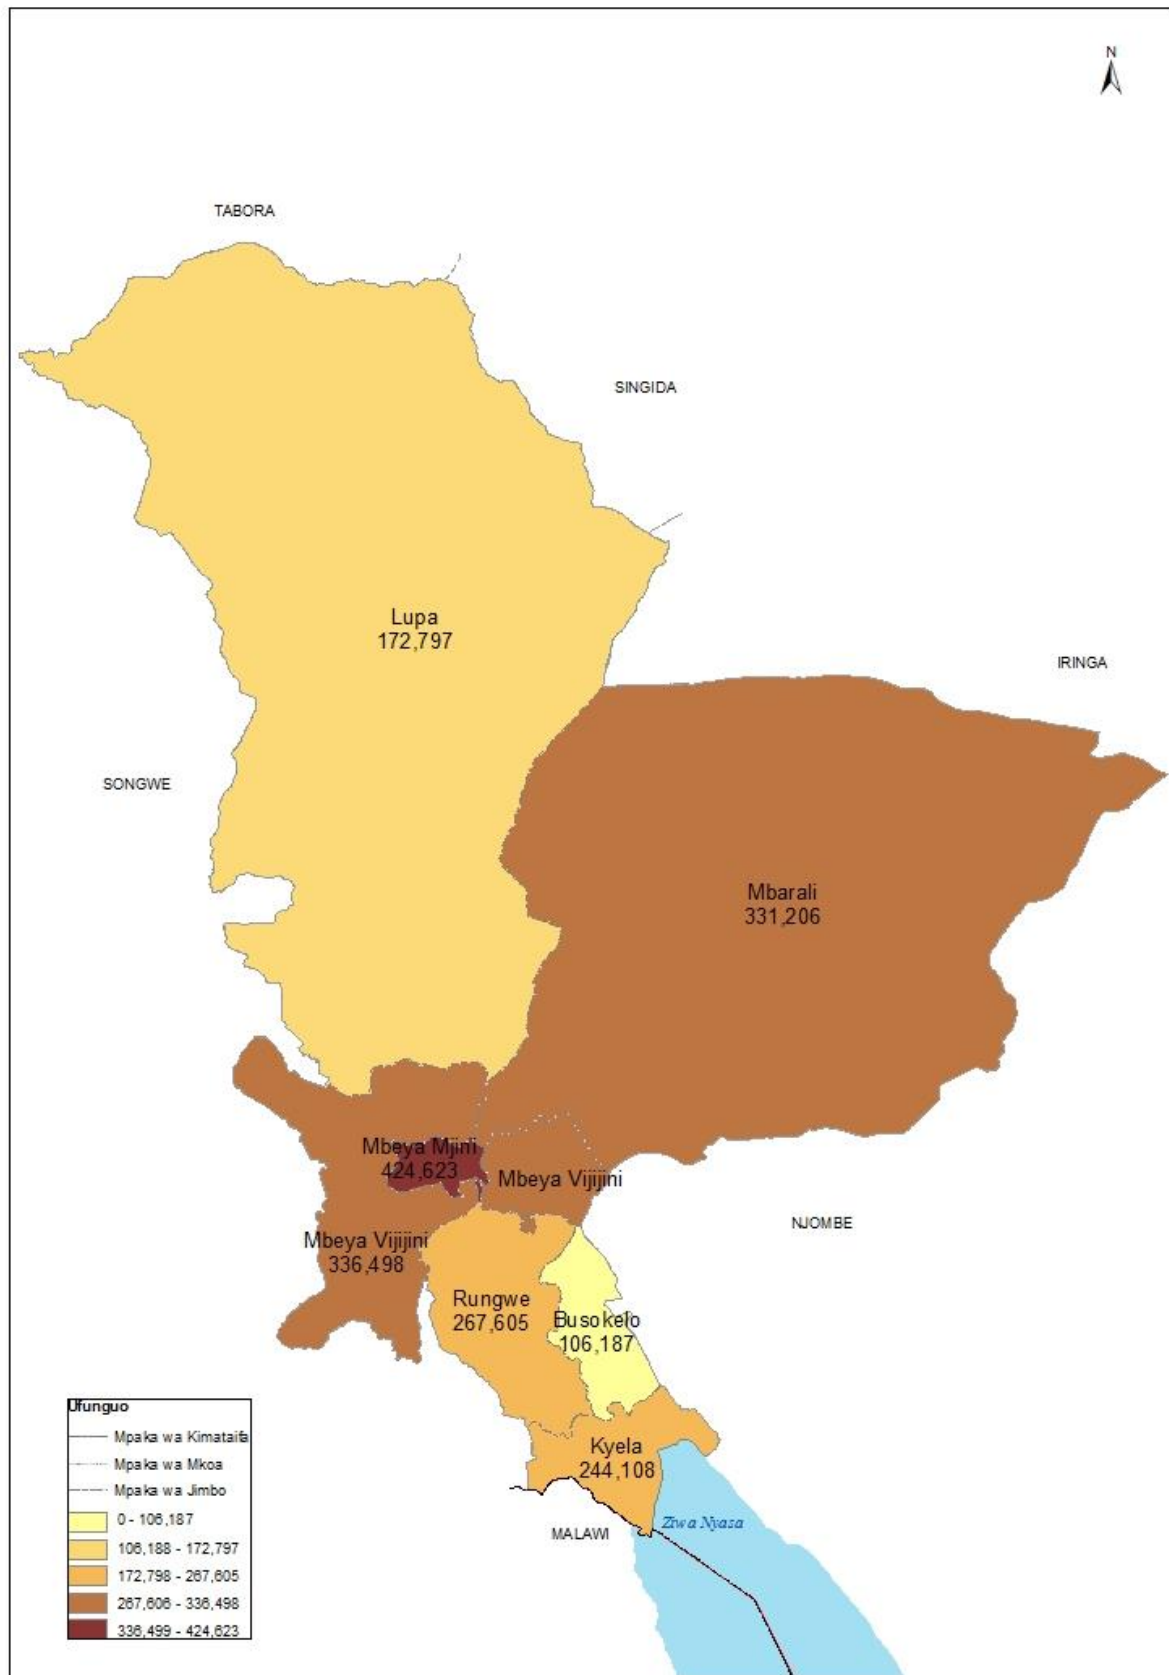 N
TABORA
SINGIDA
Lupa
172,797
IRINGA
SONGWE
Mbarali
331,206
Mbeya Mjini
424,623
Mbeya Vijijini
NJOMBE
Mbeya Vijijini
336,498
Rungwe
267,605
Busokelo
106,187
Kyela
244,108
MALAWI
Ziwa Nyasa
Ufunguo
Mpaka wa Kimataifa
Mpaka wa Mkoa
Mpaka wa Jimbo
0 - 106,187
106,188 - 172,797
172,798 - 267,605
267,606 - 336,498
336,499 - 424,623